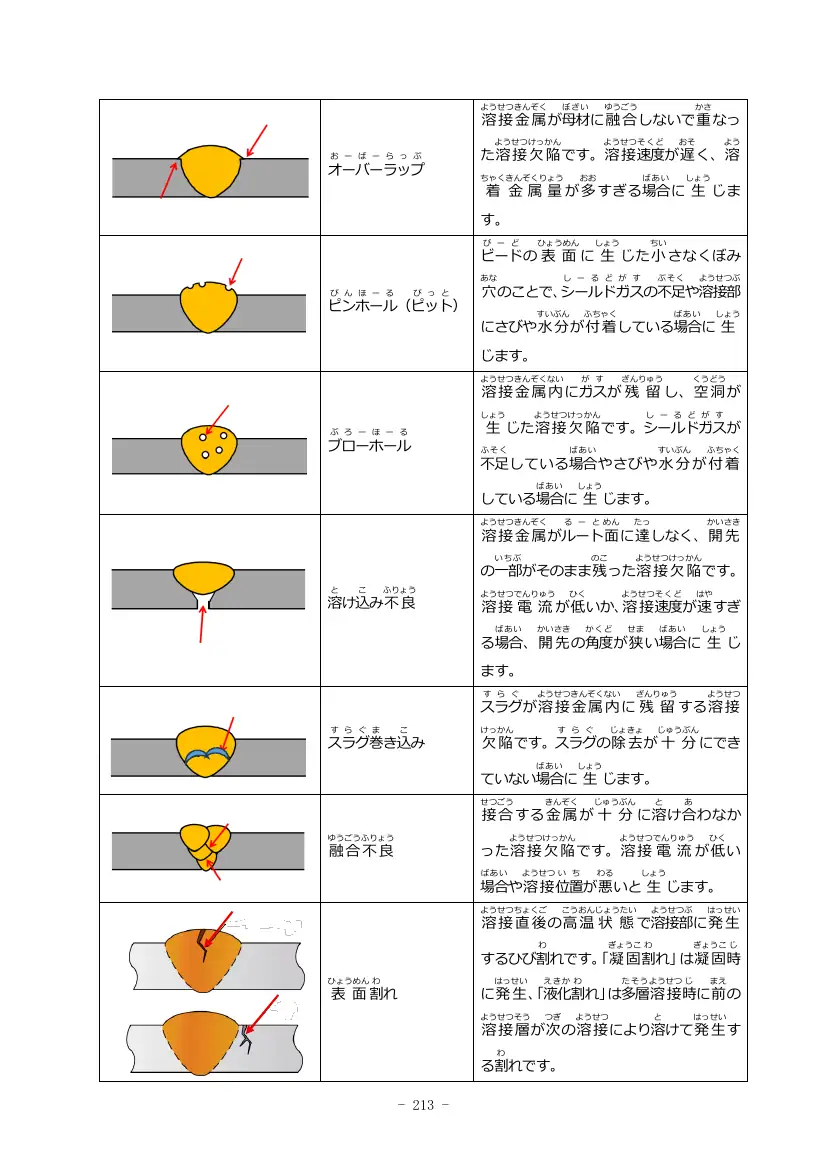 ようせつきんぞく ぼざい ゆうごう かさ
溶接金属が母材に融合しないで重なっ
おーばーらっぷ
オーバーラップ
ようせつけっかん ようせつそくど おそ よう
た溶接欠陥です。溶接速度が遅く、溶
ちゃくきんぞくりょう おお ばあい しょう
着金属量が多すぎる場合に生じま
す。
びーど ひょうめん しょう ちい
ビードの表面に生じた小さなくぼみ
ぴんほーる ぴっと
ピンホール（ピット）
あな しーるどがす ぶそく ようせつぶ
穴のことで、シールドガスの不足や溶接部
すいぶん ふちゃく ばあい しょう
にさびや水分が付着している場合に生
じます。
ようせつきんぞくない がす ざんりゅう くうどう
溶接金属内にガスが残留し、空洞が
ぶろーほーる
ブローホール
しょう ようせつけっかん しーるどがす
生じた溶接欠陥です。シールドガスが
ふそく ばあい すいぶん ふちゃく
不足している場合やさびや水分が付着
ばあい しょう
している場合に生じます。
ようせつきんぞく るーとめん たっ かいさき
溶接金属がルート面に達しなく、開先
と こ ふりょう
溶け込み不良
いちぶ のこ ようせつけっかん
の一部がそのまま残った溶接欠陥です。
ようせつでんりゅう ひく ようせつそくど はや
溶接電流が低いか、溶接速度が速すぎ
ばあい かいさき かくど せま ばあい しょう
る場合、開先の角度が狭い場合に生じ
ます。
すらぐ ようせつきんぞくない ざんりゅう ようせつ
スラグが溶接金属内に残留する溶接
すらぐま こ
スラグ巻き込み
けっかん すらぐ じょきょ じゅうぶん
欠陥です。スラグの除去が十分にでき
ばあい しょう
ていない場合に生じます。
せつごう きんぞく じゅうぶん と あ
接合する金属が十分に溶け合わなか
ゆうごうふりょう
融合不良
ようせつけっかん ようせつでんりゅう ひく
った溶接欠陥です。溶接電流が低い
ばあい ようせついち わる しょう
場合や溶接位置が悪いと生じます。
ようせつちょくご こうおんじょうたい ようせつぶ はっせい
溶接直後の高温状態で溶接部に発生
ひょうめんわ
表面割れ
わ ぎょうこわ ぎょうこじ
するひび割れです。「凝固割れ」は凝固時
はっせい えきかわ たそうようせつじ まえ
に発生、「液化割れ」は多層溶接時に前の
ようせつそう つぎ ようせつ と はっせい
溶接層が次の溶接により溶けて発生す
わ
る割れです。
- 213 -